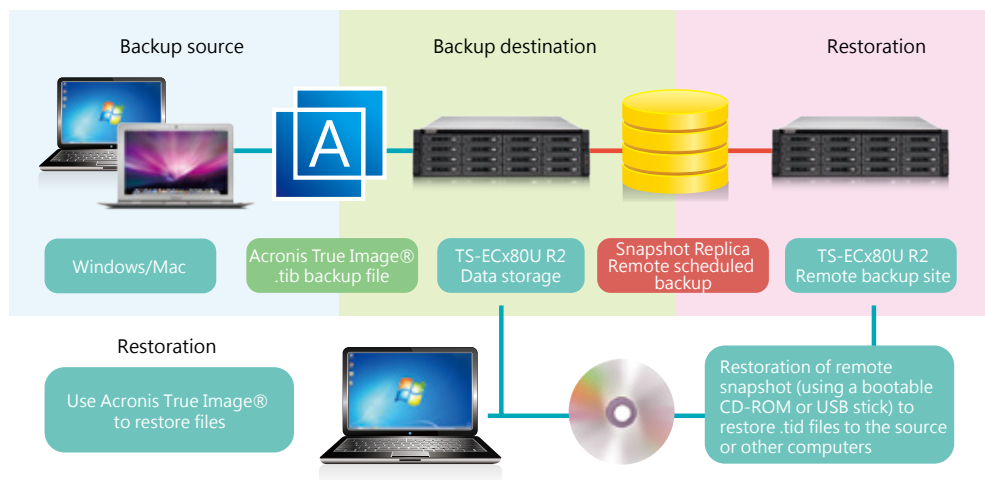 Backup source
Backup destination
Restoration
A
Windows/Mac
Acronis True Image®
.tib backup file
TS-ECx80U R2
Data storage
Snapshot Replica
Remote scheduled
backup
TS-ECx80U R2
Remote backup site
Restoration
Use Acronis True Image®
to restore files
Restoration of remote
snapshot (using a bootable
CD-ROM or USB stick) to
restore .tid files to the source
or other computers